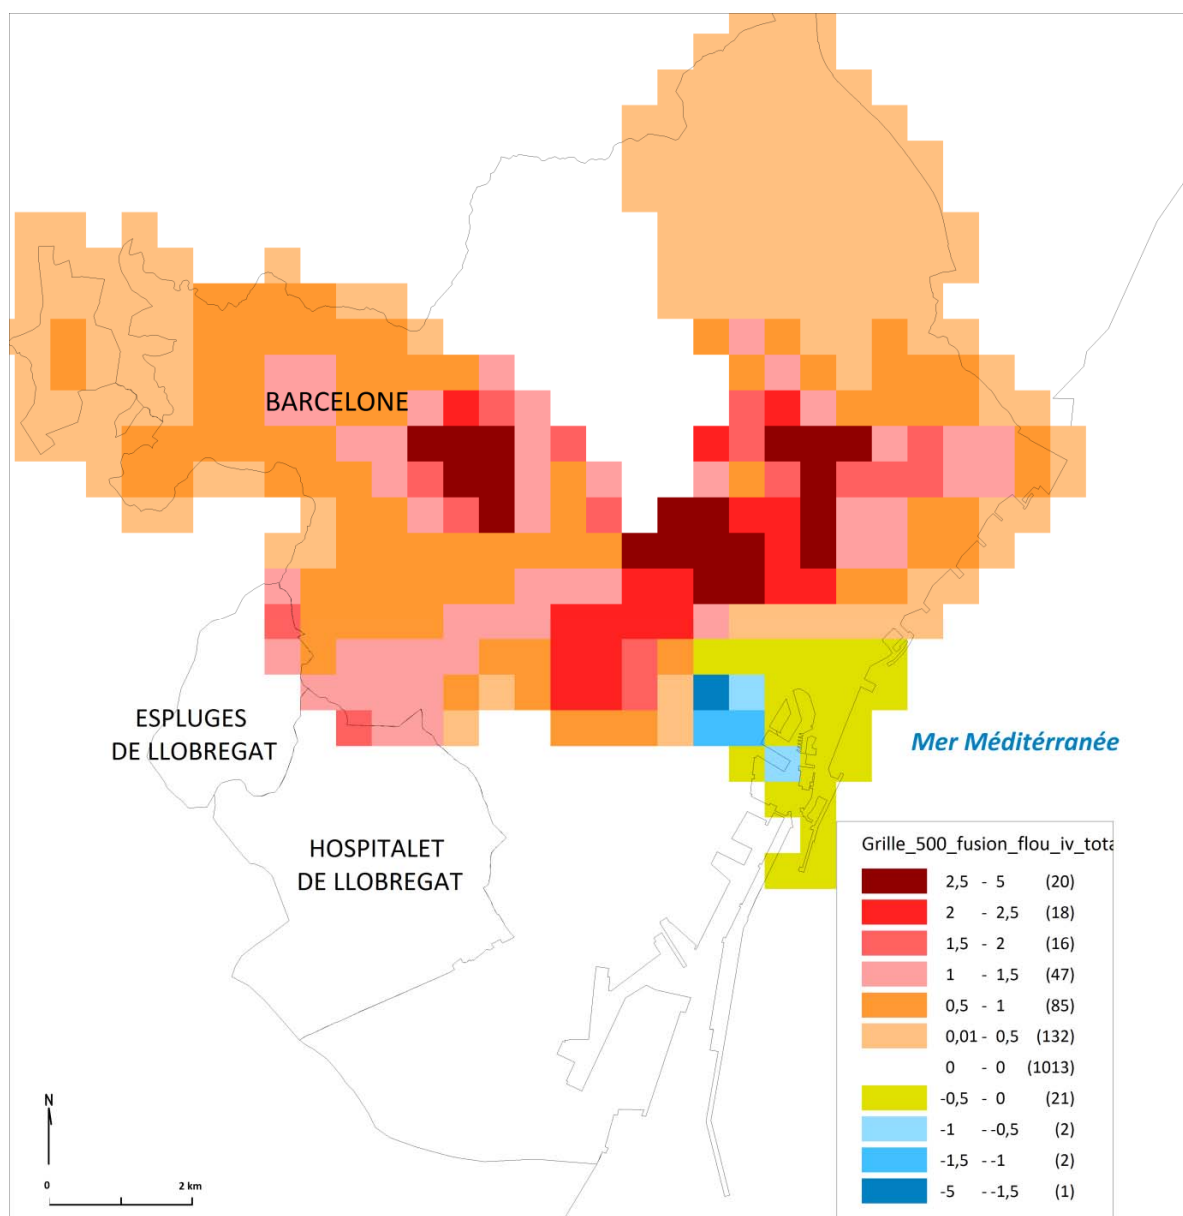 BARCELONE
ESPLUGES
DE LLOBREGAT
Mer Méditérranée
HOSPITALET
DE LLOBREGAT
Grille_500_fusion_flou_iv_tota
2,5 - 5 (20)
2 - 2,5 (18)
1,5 - 2 (16)
1 - 1,5 (47)
0,5 - 1 (85)
0,01 - 0,5 (132)
0 - 0 (1013)
-0,5 - 0 (21)
-1 - -0,5 (2)
-1,5 - -1 (2)
-5 - -1,5 (1)
N
0 2 km